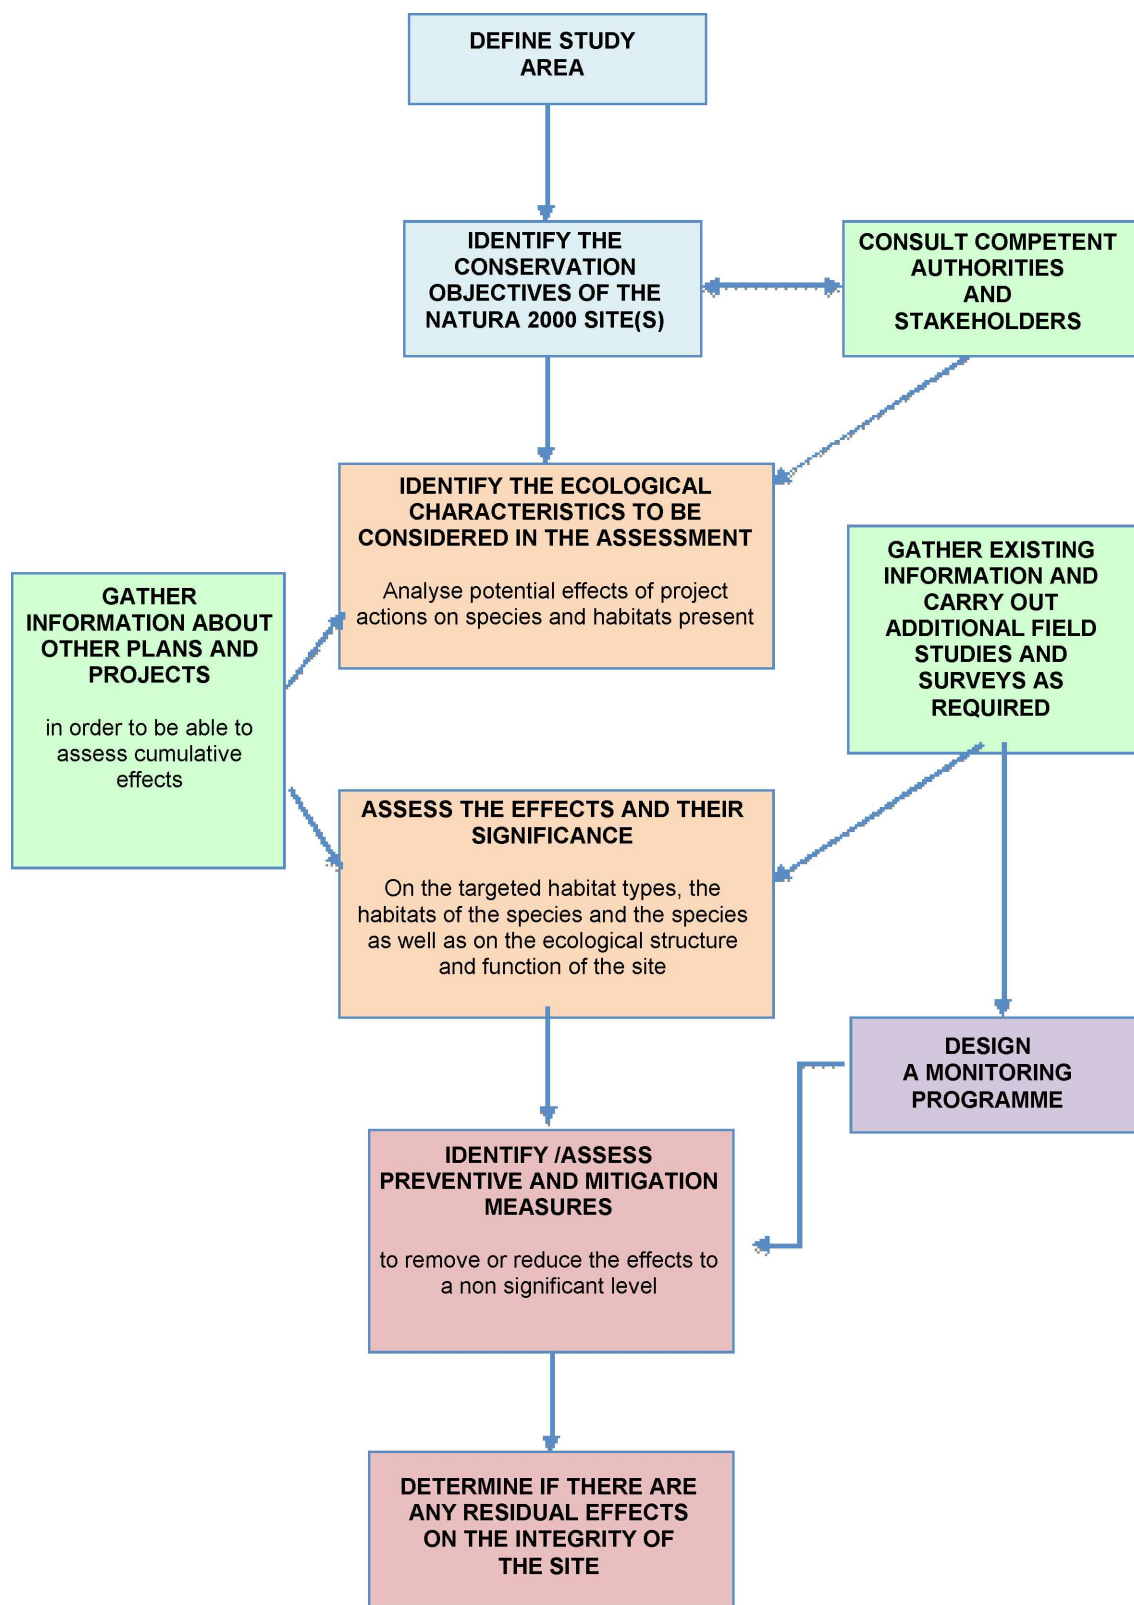 DEFINE STUDY
AREA
IDENTIFY THE
CONSERVATION
OBJECTIVES OF THE
NATURA 2000 SITE(S)
CONSULT COMPETENT
AUTHORITIES
AND
STAKEHOLDERS
IDENTIFY THE ECOLOGICAL
CHARACTERISTICS TO BE
CONSIDERED IN THE ASSESSMENT
Analyse potential effects of project
actions on species and habitats present
GATHER EXISTING
INFORMATION AND
CARRY OUT
ADDITIONAL FIELD
STUDIES AND
SURVEYS AS
REQUIRED
GATHER
INFORMATION ABOUT
OTHER PLANS AND
PROJECTS
in order to be able to
assess cumulative
effects
ASSESS THE EFFECTS AND THEIR
SIGNIFICANCE
On the targeted habitat types, the
habitats of the species and the species
as well as on the ecological structure
and function of the site
DESIGN
A MONITORING
PROGRAMME
IDENTIFY /ASSESS
PREVENTIVE AND MITIGATION
MEASURES
to remove or reduce the effects to
a non significant level
DETERMINE IF THERE ARE
ANY RESIDUAL EFFECTS
ON THE INTEGRITY OF
THE SITE